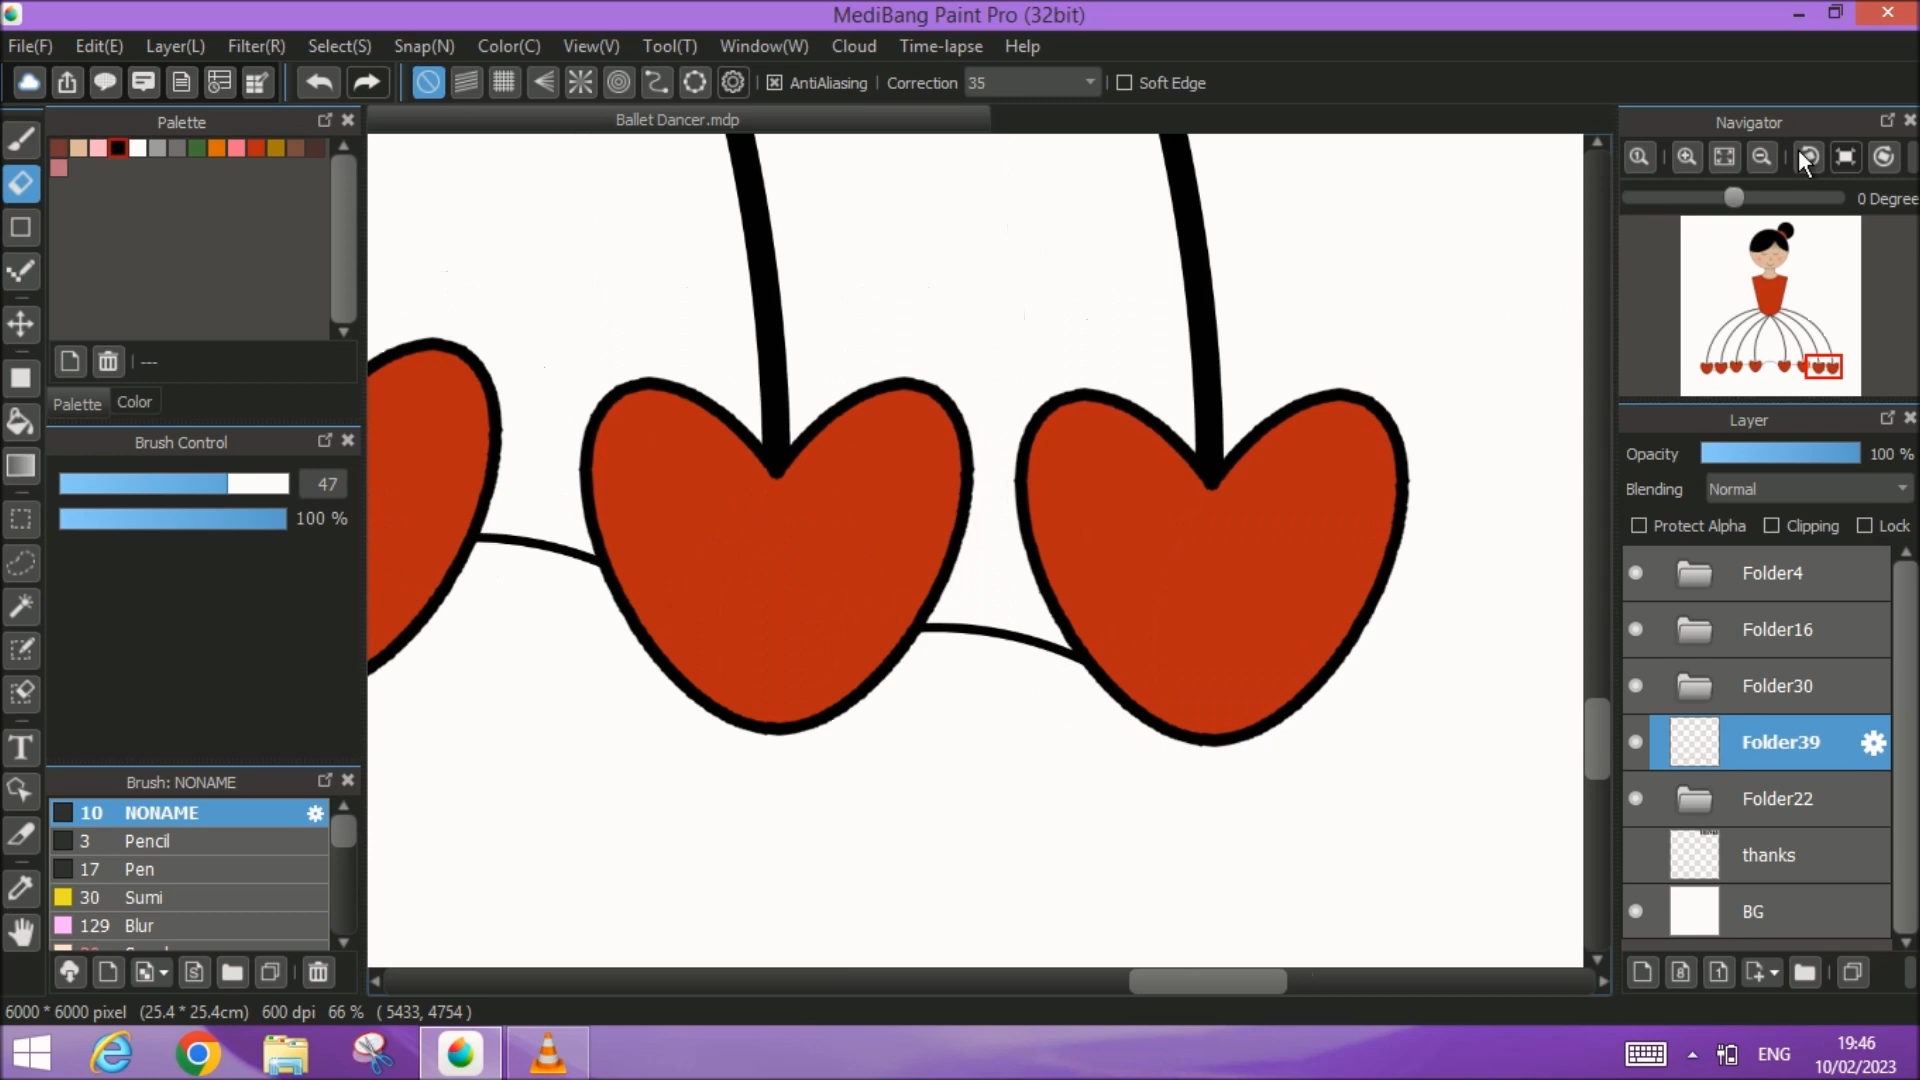 MediBang Paint Pro (32bit)
File(F) Edit(E) Layer(L) Filter(R) Select(S) Snap(N) Color(C) View(V) Tool(T) Window(W) Cloud Time-lapse Help
AntiAliasing Correction 35 Soft Edge
Palette
Ballet Dancer.mdp
Navigator
0 Degree
---
Palette Color
Brush Control
47
100 %
Brush: NONAME
10 NONAME
3 Pencil
17 Pen
30 Sumi
129 Blur
Layer
Opacity 100 %
Blending Normal
Protect Alpha Clipping Lock
Folder4
Folder16
Folder30
Folder39
Folder22
thanks
BG
6000 * 6000 pixel (25.4 * 25.4cm) 600 dpi 66 % ( 5433, 4754 )
ENG
19:46
10/02/2023